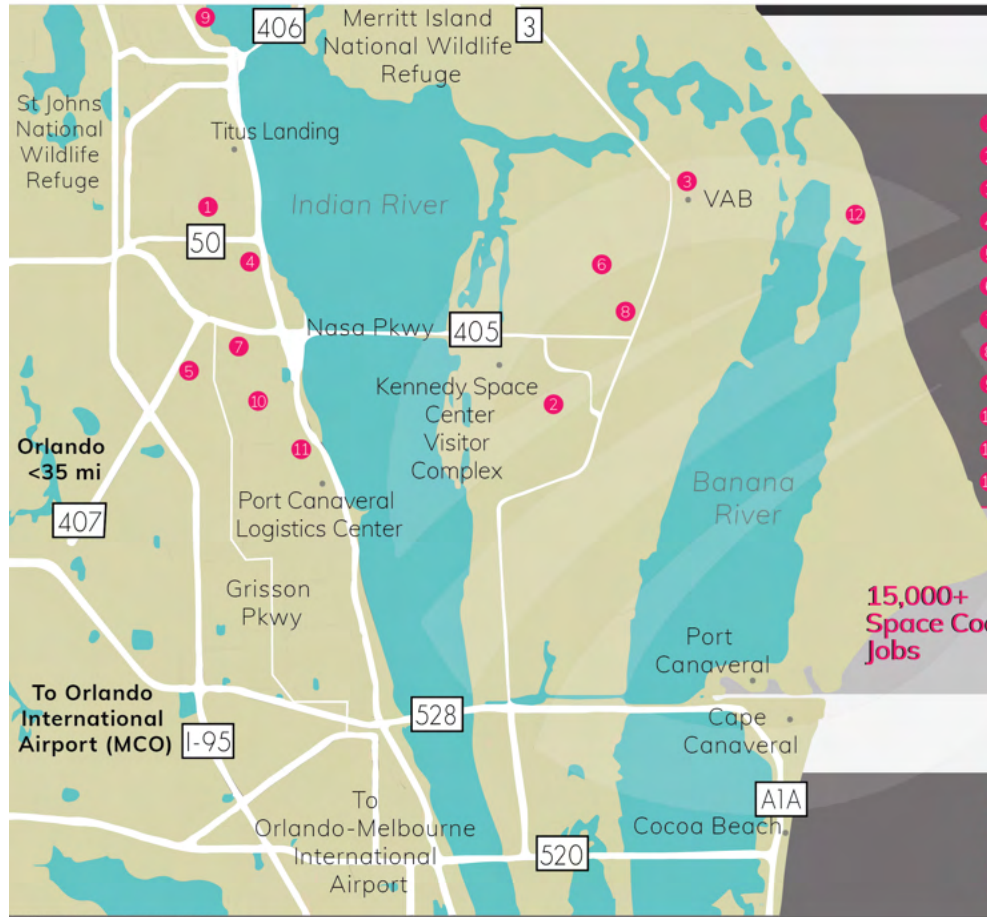 9
406
Merritt Island
National Wildlife
Refuge
3
St Johns
National
Wildlife
Refuge
Titus Landing
1
50
Indian River
3
VAB
12
4
6
8
Nasa Pkwy
405
7
5
10
11
Kennedy Space
Center
Visitor
Complex
2
Orlando
<35 mi
407
Port Canaveral
Logistics Center
Banana
River
Grisson
Pkwy
15,000+
Space
Jobs
Port
Canaveral
To Orlando
International
Airport (MCO)
I-95
528
Cape
Canaveral
A1A
To
Orlando-Melbourne
International
Airport
Cocoa Beach
520